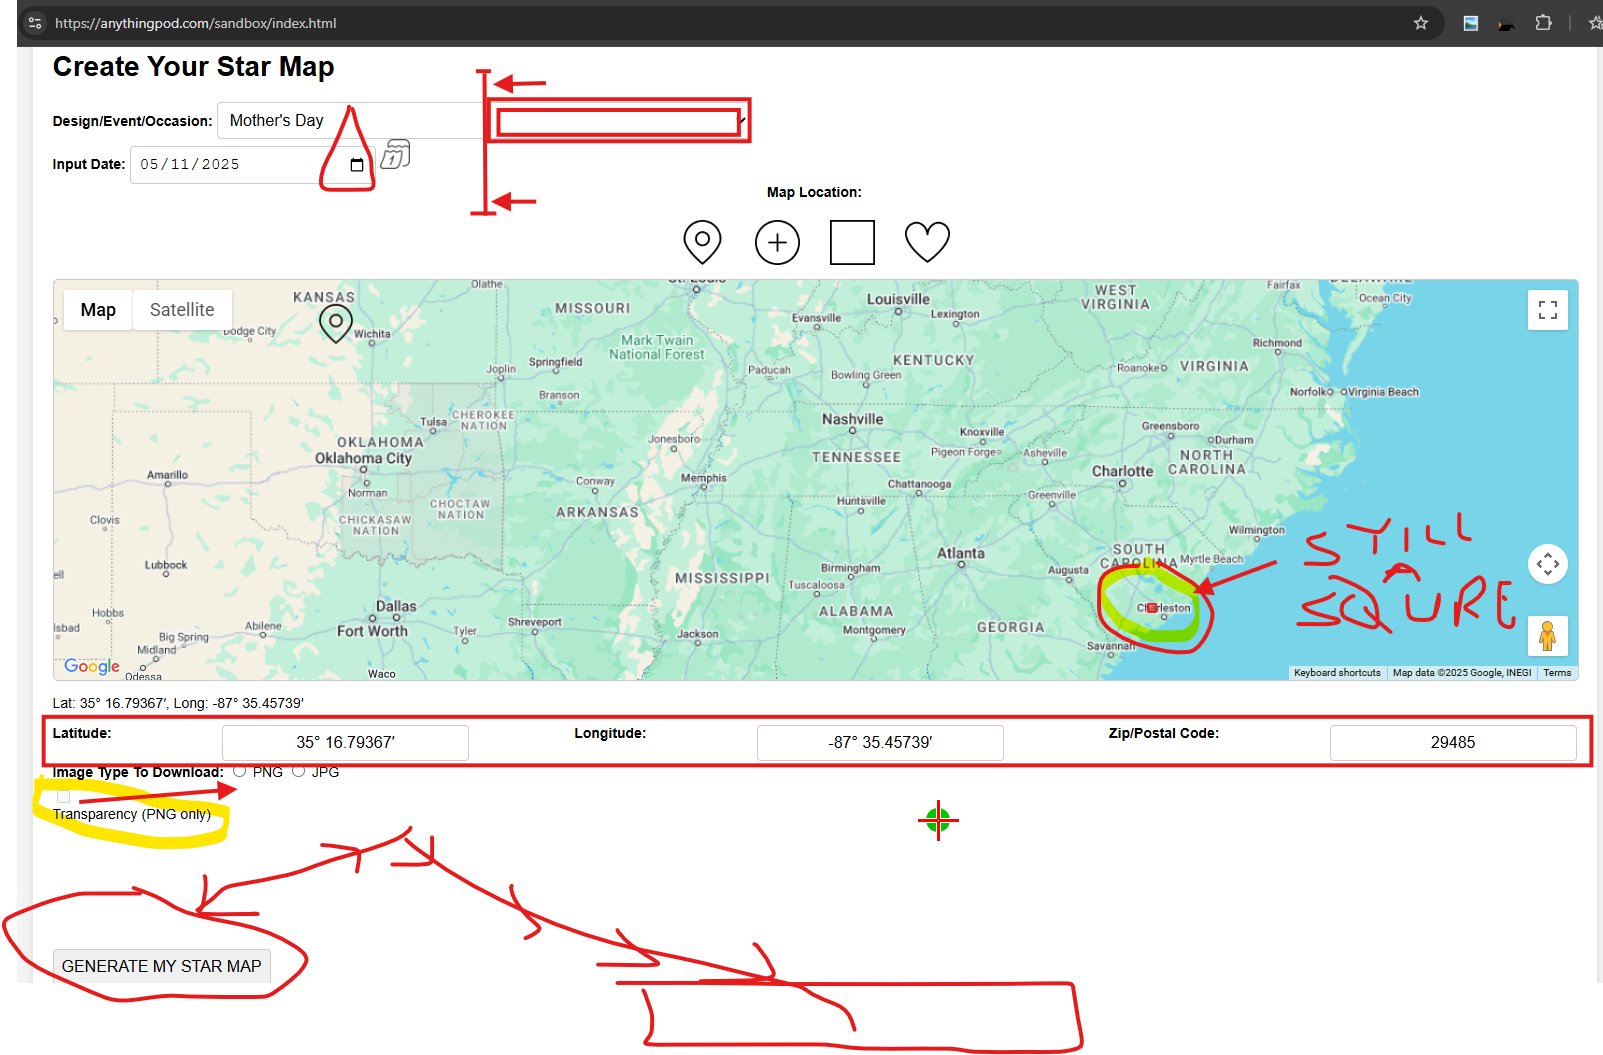 https://anythingpod.com/sandbox/index.html
Create Your Star Map
Design/Event/Occasion: Mother's Day
Input Date: 05/11/2025
1
Map Location:
Map Satellite
KANSAS
Olathe
St. Louis
MISSOURI
Louisville
WEST
VIRGINIA
Fairfax
DELAWARE
Ocean City
Dodge City
Wichita
Evansville
Lexington
Mark Twain
National Forest
Richmond
Joplin
Springfield
Paducah
Bowling Green
KENTUCKY
Roanoke
VIRGINIA
Norfolk
Virginia Beach
Branson
Tulsa
CHEROKEE
NATION
Nashville
Greensboro
Durham
OKLAHOMA
Oklahoma City
Jonesboro
Knoxville
Pigeon Forge
Asheville
NORTH
CAROLINA
TENNESSEE
Charlotte
Amarillo
Norman
Conway
Memphis
Chattanooga
Huntsville
Greenville
CHOCTAW
NATION
CHICKASAW
NATION
ARKANSAS
Clovis
Wilmington
Atlanta
SOUTH
CAROLINA
Myrtle Beach
STILL
A
SQURE
Lubbock
ell
MISSISSIPPI
Birmingham
Tuscaloosa
Augusta
Dallas
Fort Worth
Hobbs
lsbad
Abilene
Big Spring
Midland
Odessa
Tyler
Shreveport
Jackson
ALABAMA
Montgomery
GEORGIA
Charleston
Savannah
Waco
Google
Keyboard shortcuts Map data ©2025 Google, INEGI Terms
Lat: 35° 16.79367′, Long: -87° 35.45739′
Latitude: 35° 16.79367′ Longitude: -87° 35.45739′ Zip/Postal Code: 29485
Image Type To Download: PNG JPG
Transparency (PNG only)
GENERATE MY STAR MAP